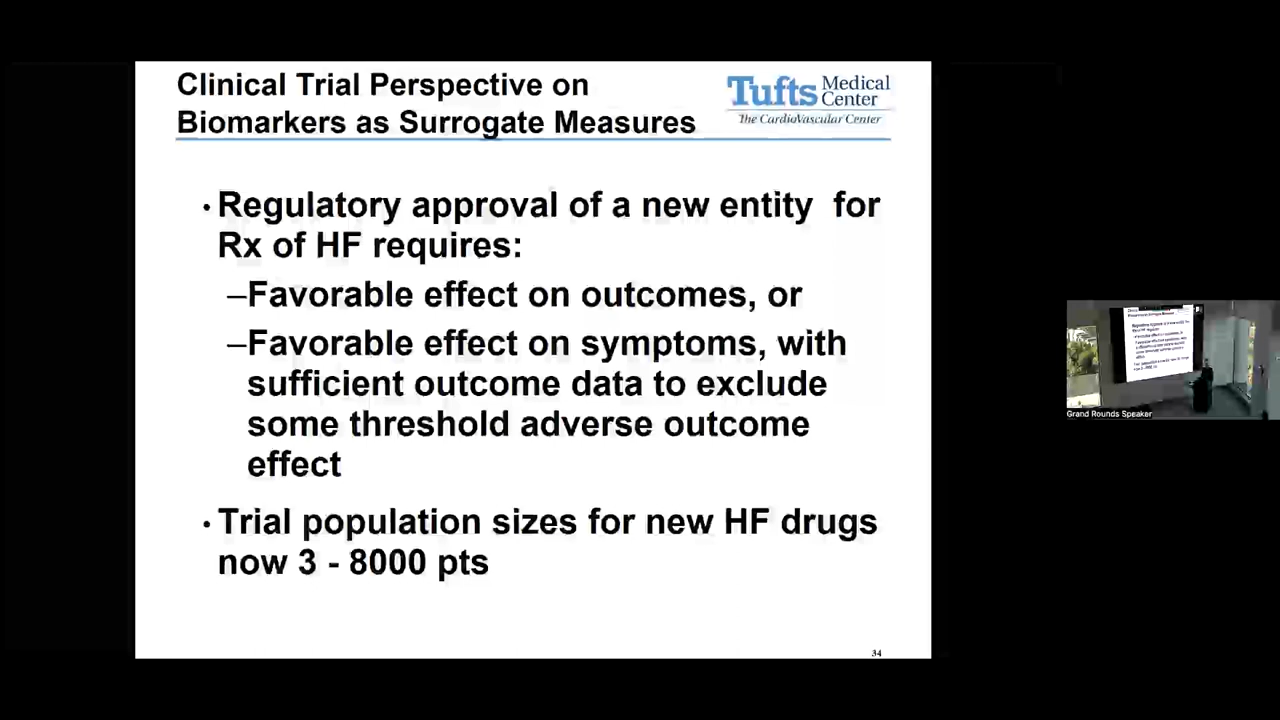 Clinical Trial Perspective on
Biomarkers as Surrogate Measures
Tufts Medical Center
The CardioVascular Center
• Regulatory approval of a new entity for
Rx of HF requires:
–Favorable effect on outcomes, or
–Favorable effect on symptoms, with
sufficient outcome data to exclude
some threshold adverse outcome
effect
• Trial population sizes for new HF drugs
now 3 - 8000 pts
34
Grand Rounds Speaker